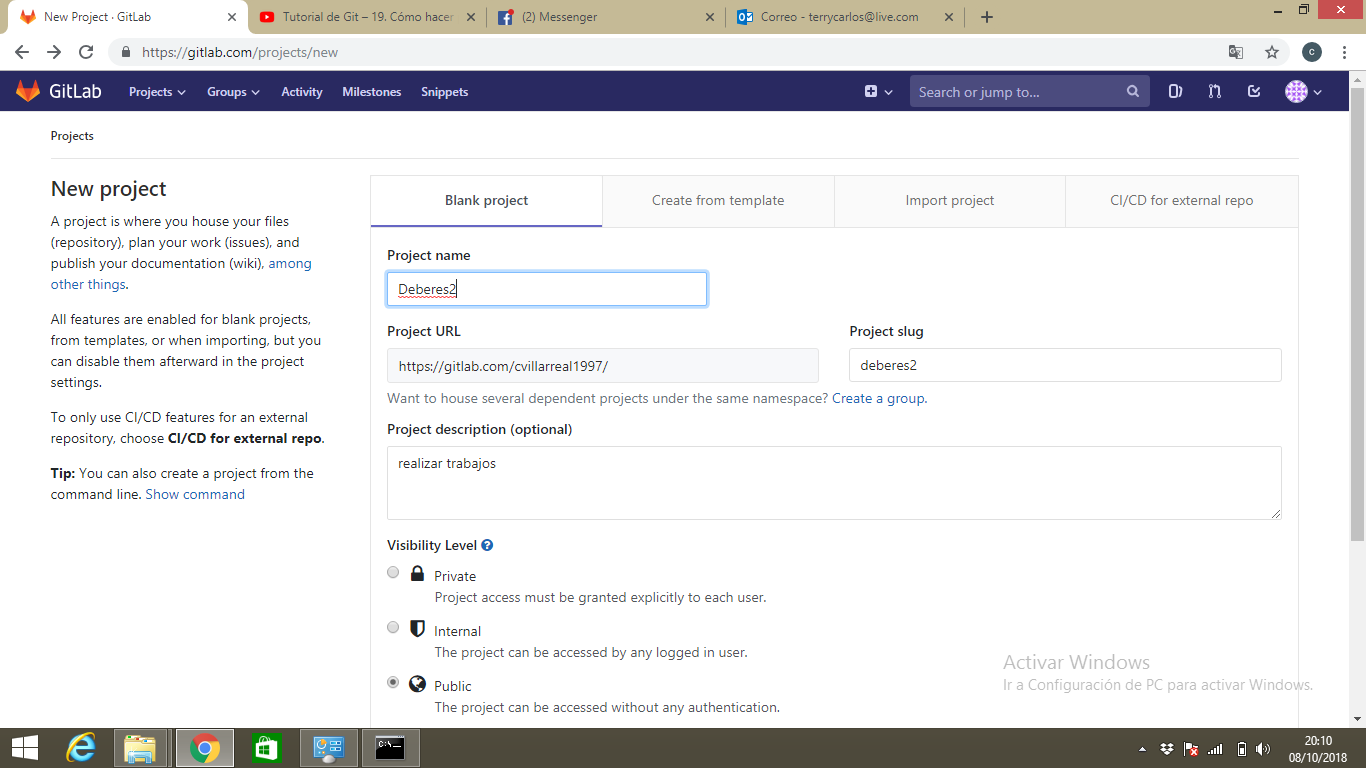 New Project · GitLab
Tutorial de Git – 19. Cómo hacer
(2) Messenger
Correo - terrycarlos@live.com
https://gitlab.com/projects/new
c
GitLab
Projects
Groups
Activity
Milestones
Snippets
Search or jump to...
Projects
New project
A project is where you house your files
(repository), plan your work (issues), and
publish your documentation (wiki), among
other things.
All features are enabled for blank projects,
from templates, or when importing, but you
can disable them afterward in the project
settings.
To only use CI/CD features for an external
repository, choose CI/CD for external repo.
Tip: You can also create a project from the
command line. Show command
Blank project
Create from template
Import project
CI/CD for external repo
Project name
Deberes2
Project URL
Project slug
https://gitlab.com/cvillarreal1997/
deberes2
Want to house several dependent projects under the same namespace? Create a group.
Project description (optional)
realizar trabajos
Visibility Level
Private
Project access must be granted explicitly to each user.
Internal
The project can be accessed by any logged in user.
Public
The project can be accessed without any authentication.
Activar Windows
Ir a Configuración de PC para activar Windows.
20:10
08/10/2018